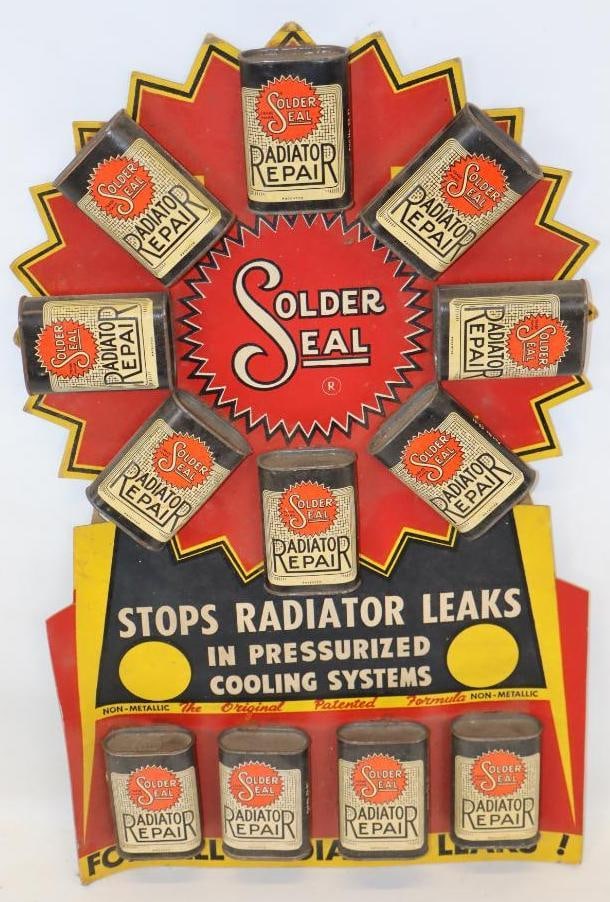 SOLDER
SEAL
RADIATOR
REPAIR
SOLDER
SEAL
RADIATOR
REPAIR
SOLDER
SEAL
RADIATOR
REPAIR
SOLDER
SEAL
®
SOLDER
SEAL
RADIATOR
REPAIR
SOLDER
SEAL
RADIATOR
REPAIR
SOLDER
SEAL
RADIATOR
REPAIR
SOLDER
SEAL
RADIATOR
REPAIR
SOLDER
SEAL
RADIATOR
REPAIR
STOPS RADIATOR LEAKS
IN PRESSURIZED
COOLING SYSTEMS
NON-METALLIC The Original Patented Formula NON-METALLIC
SOLDER
SEAL
RADIATOR
REPAIR
SOLDER
SEAL
RADIATOR
REPAIR
SOLDER
SEAL
RADIATOR
REPAIR
SOLDER
SEAL
RADIATOR
REPAIR